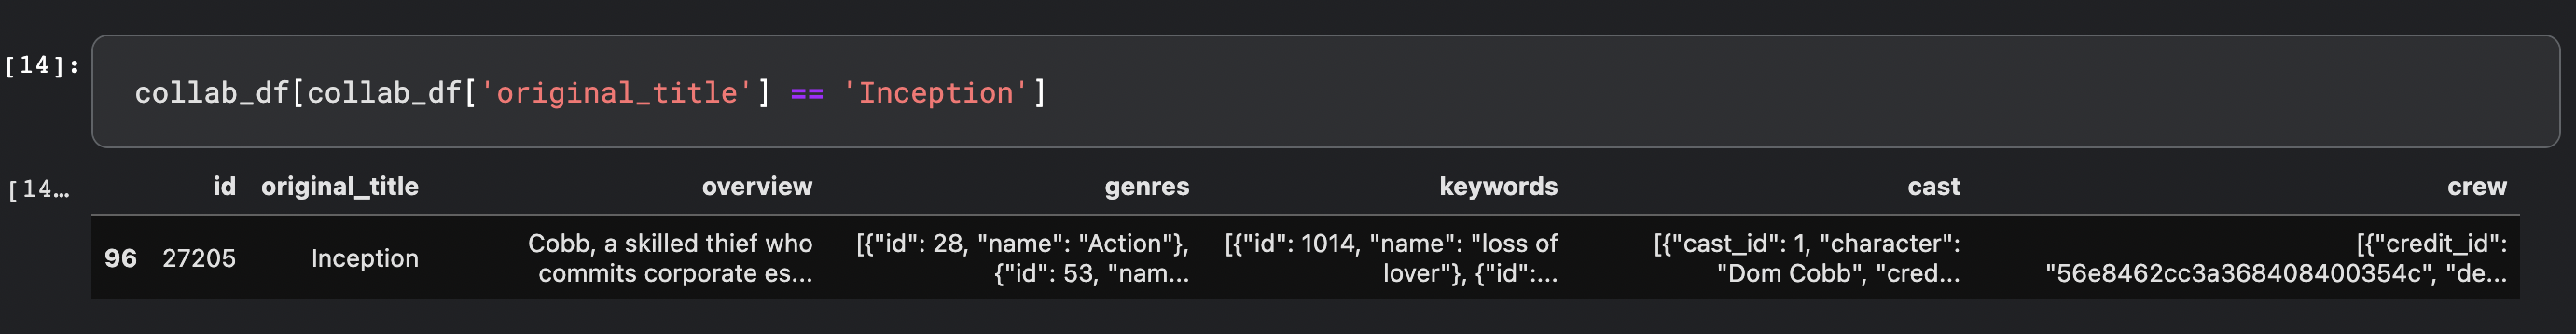 [14]:
collab_df[collab_df['original_title'] == 'Inception']
[14…
id original_title overview genres keywords cast crew
96 27205 Inception Cobb, a skilled thief who commits corporate es... [{"id": 28, "name": "Action"}, {"id": 53, "nam... [{"id": 1014, "name": "loss of lover"}, {"id":... [{"cast_id": 1, "character": "Dom Cobb", "cred... [{"credit_id": "56e8462cc3a368408400354c", "de...